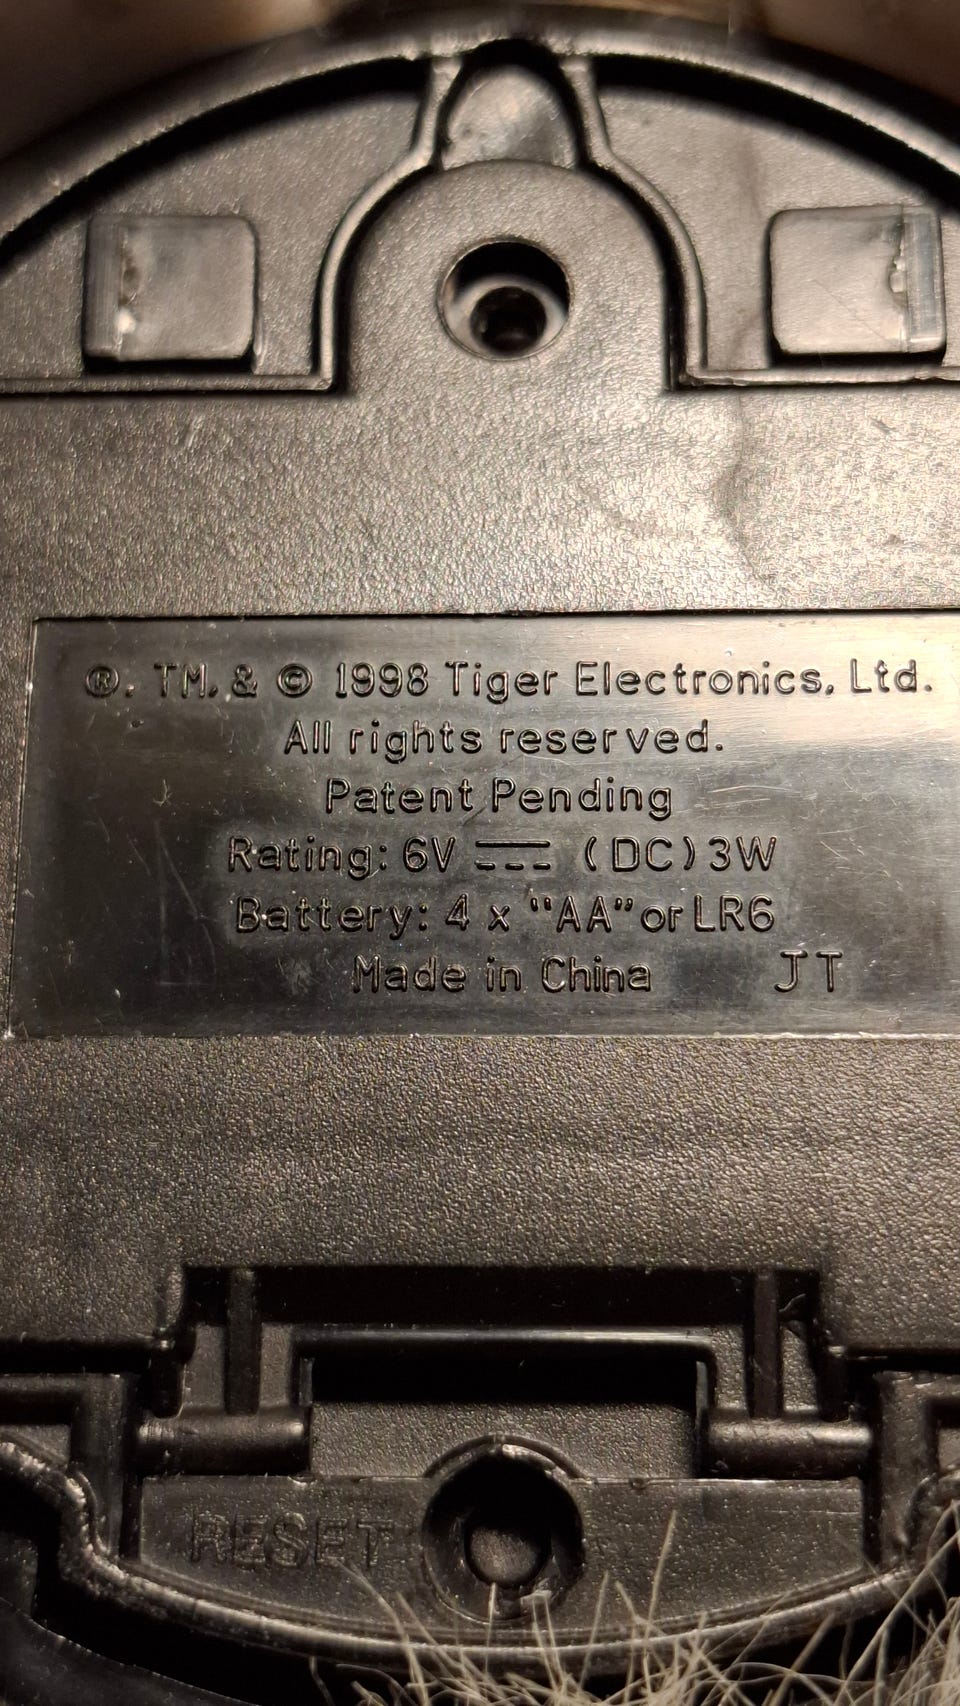 ®. TM. & © 1998 Tiger Electronics, Ltd.
All rights reserved.
Patent Pending
Rating: 6V ⎓ (DC) 3W
Battery: 4 x "AA" or LR6
Made in China JT
RESET